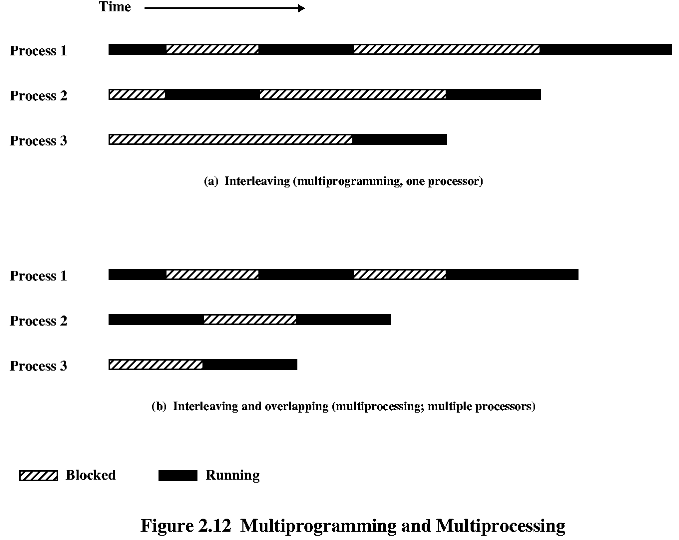 Time
Process 1
Process 2
Process 3
(a) Interleaving (multiprogramming, one processor)
Process 1
Process 2
Process 3
(b) Interleaving and overlapping (multiprocessing; multiple processors)
Blocked Running
Figure 2.12 Multiprogramming and Multiprocessing